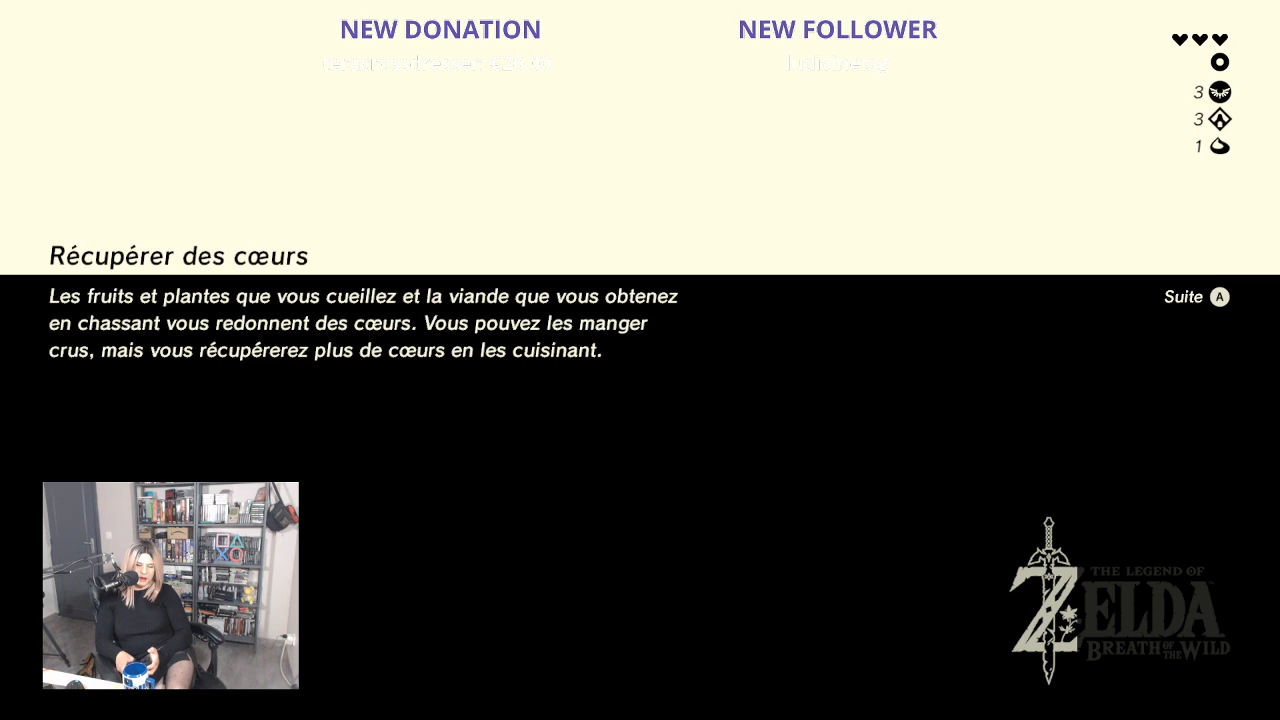 NEW DONATION
NEW FOLLOWER
3
3
1
Récupérer des cœurs
Les fruits et plantes que vous cueillez et la viande que vous obtenez
en chassant vous redonnent des cœurs. Vous pouvez les manger
crus, mais vous récupérerez plus de cœurs en les cuisinant.
Suite A
THE LEGEND OF
ZELDA
BREATH OF THE WILD